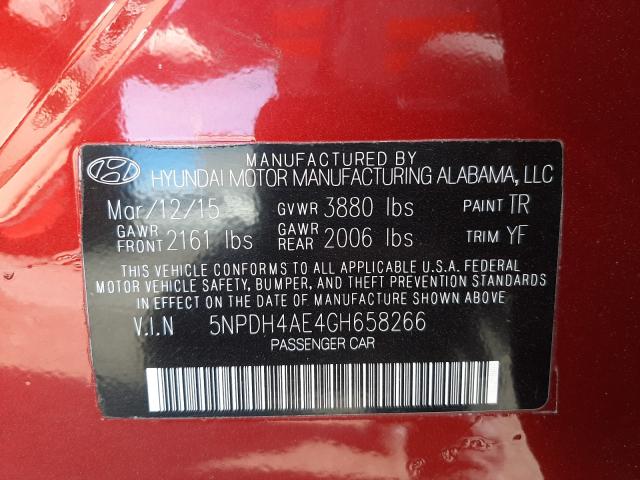 MANUFACTURED BY
HYUNDAI MOTOR MANUFACTURING ALABAMA, LLC
Mar/12/15 GVWR 3880 lbs PAINT TR
GAWR FRONT 2161 lbs GAWR REAR 2006 lbs TRIM YF
THIS VEHICLE CONFORMS TO ALL APPLICABLE U.S.A. FEDERAL
MOTOR VEHICLE SAFETY, BUMPER, AND THEFT PREVENTION STANDARDS
IN EFFECT ON THE DATE OF MANUFACTURE SHOWN ABOVE.
V.I.N 5NPDH4AE4GH658266
PASSENGER CAR